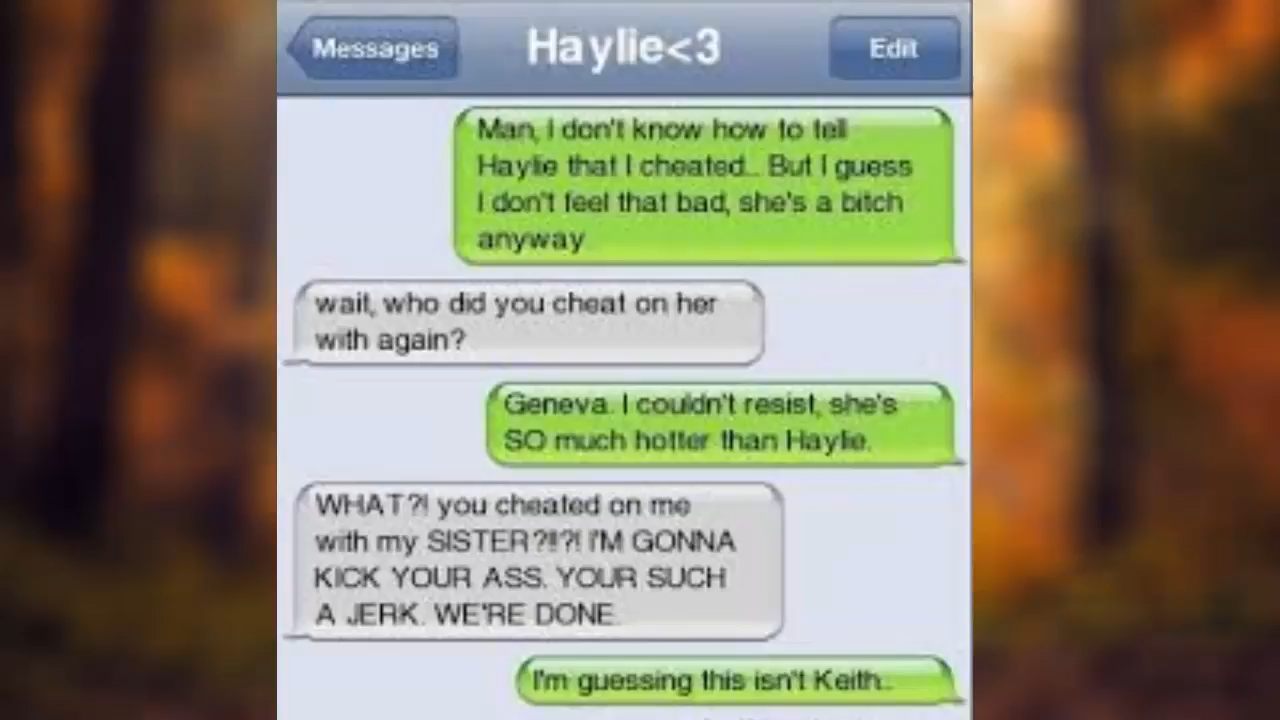 Messages
Haylie<3
Edit
Man, I don't know how to tell
Haylie that I cheated.. But I guess
I don't feel that bad, she's a bitch
anyway
wait, who did you cheat on her
with again?
Geneva. I couldn't resist, she's
SO much hotter than Haylie.
WHAT?! you cheated on me
with my SISTER?!!?! I'M GONNA
KICK YOUR ASS. YOUR SUCH
A JERK. WE'RE DONE.
I'm guessing this isn't Keith..